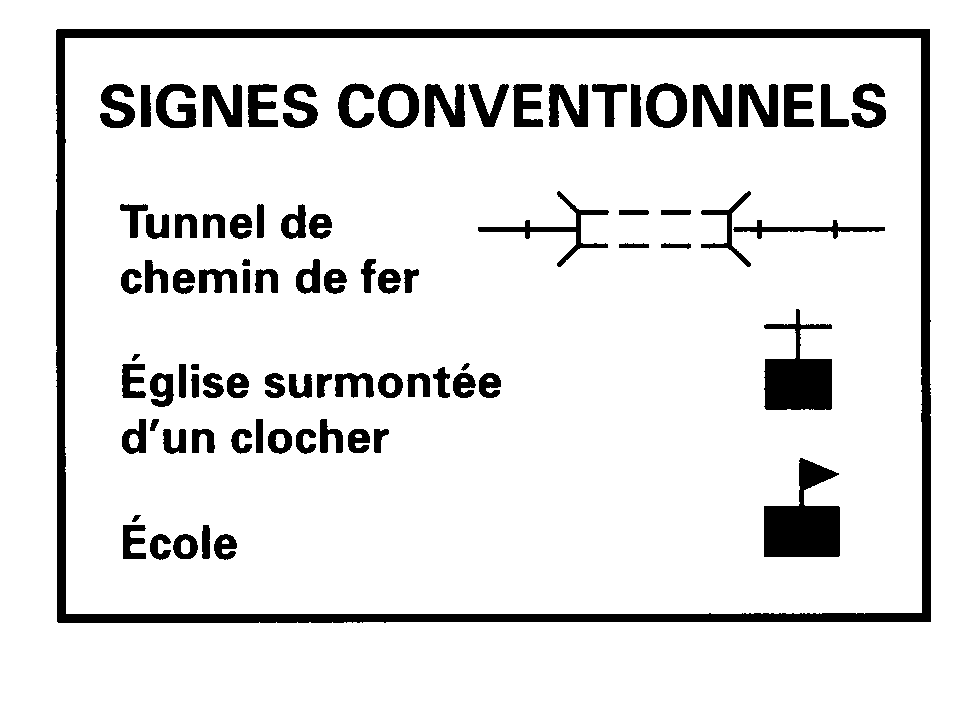 SIGNES CONVENTIONNELS
Tunnel de
chemin de fer
Église surmontée
d'un clocher
École